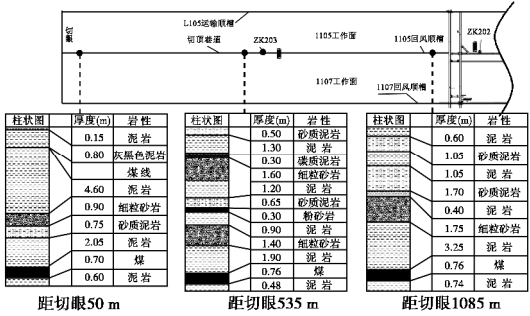 L105运输顺槽
切眼
切顶巷道
ZK203
1105工作面
1105回风顺槽
ZK202
1107工作面
1107回风顺槽
柱状图 厚度(m) 岩性
0.15 泥岩
0.80 灰黑色泥岩
煤线
4.60 泥岩
0.90 细粒砂岩
0.75 砂质泥岩
2.05 泥岩
0.70 煤
0.60 泥岩
距切眼50 m
柱状图 厚度(m) 岩性
0.50 砂质泥岩
1.30 泥岩
0.30 碳质泥岩
1.60 细粒砂岩
1.20 泥岩
0.65 砂质泥岩
0.30 粉砂岩
0.90 泥岩
1.40 细粒砂岩
1.90 泥岩
0.76 煤
0.48 泥岩
距切眼535 m
柱状图 厚度(m) 岩性
0.60 泥岩
1.05 砂质泥岩
1.05 泥岩
1.70 砂质泥岩
0.40 泥岩
1.75 细粒砂岩
3.25 泥岩
0.76 煤
0.74 泥岩
距切眼1085 m